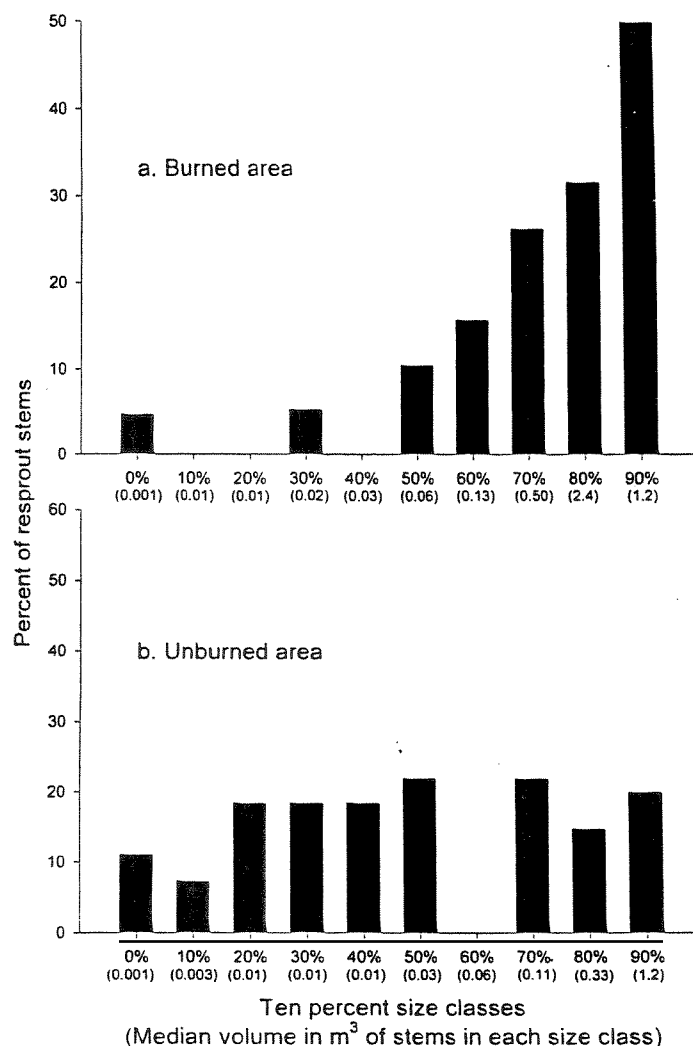 50
40
a. Burned area
30
20
10
0
0% 10% 20% 30% 40% 50% 60% 70% 80% 90%
(0.001) (0.01) (0.01) (0.02) (0.03) (0.06) (0.13) (0.50) (2.4) (1.2)
Percent of resprout stems
60
50
40
b. Unburned area
30
20
10
0
0% 10% 20% 30% 40% 50% 60% 70% 80% 90%
(0.001) (0.003) (0.01) (0.01) (0.01) (0.03) (0.06) (0.11) (0.33) (1.2)
Ten percent size classes
(Median volume in m³ of stems in each size class)